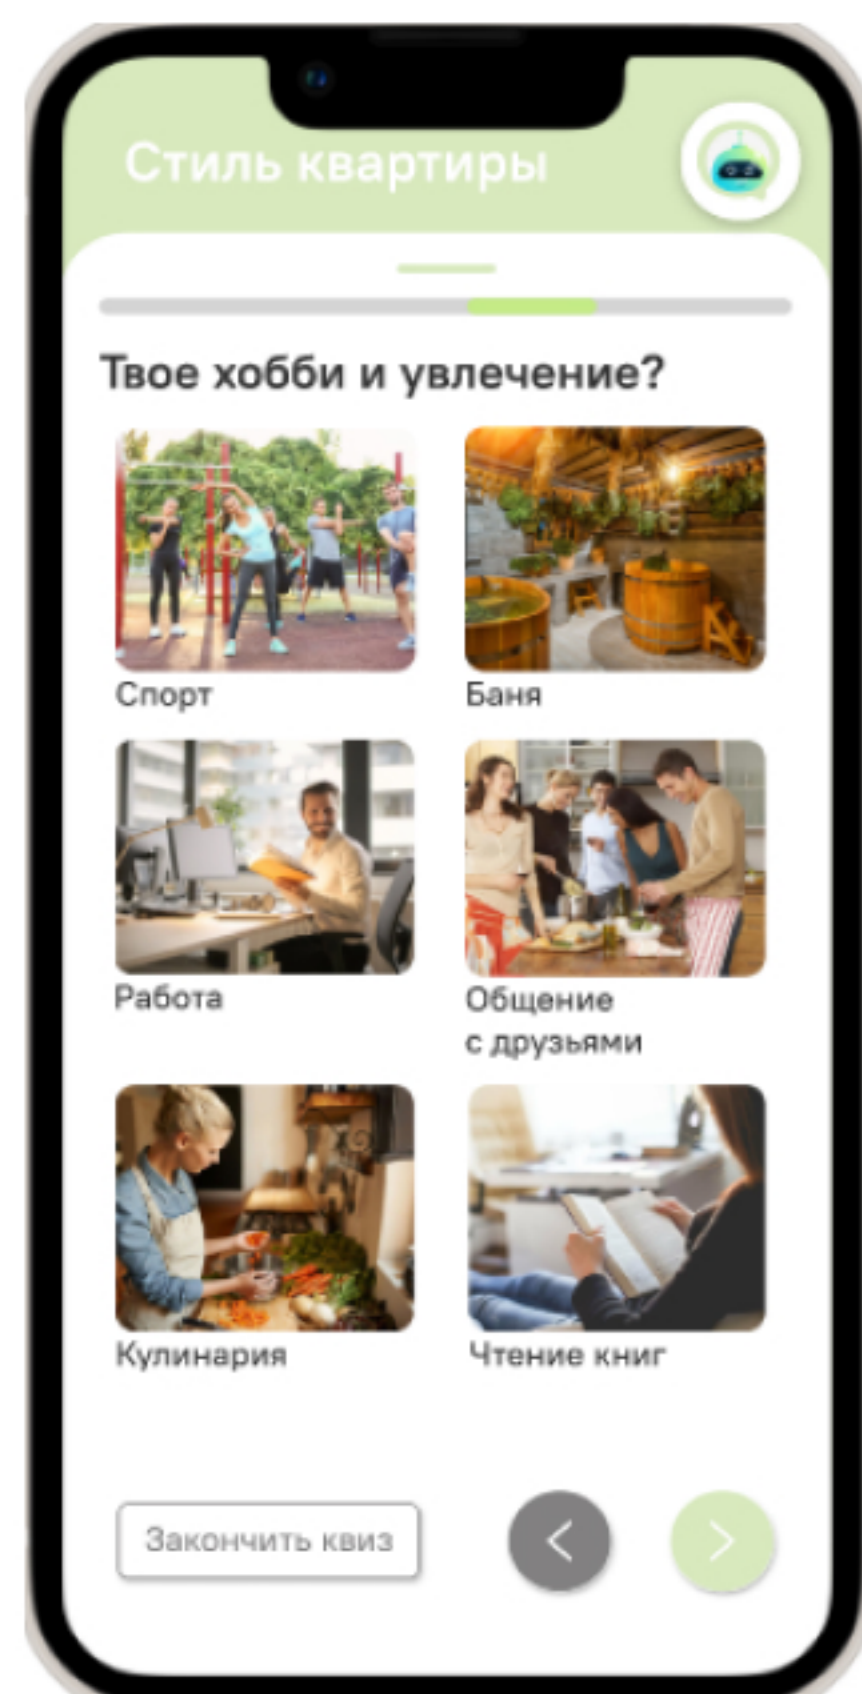 Стиль квартиры
Твое хобби и увлечение?
Спорт
Баня
Работа
Общение
с друзьями
Кулинария
Чтение книг
Закончить квиз